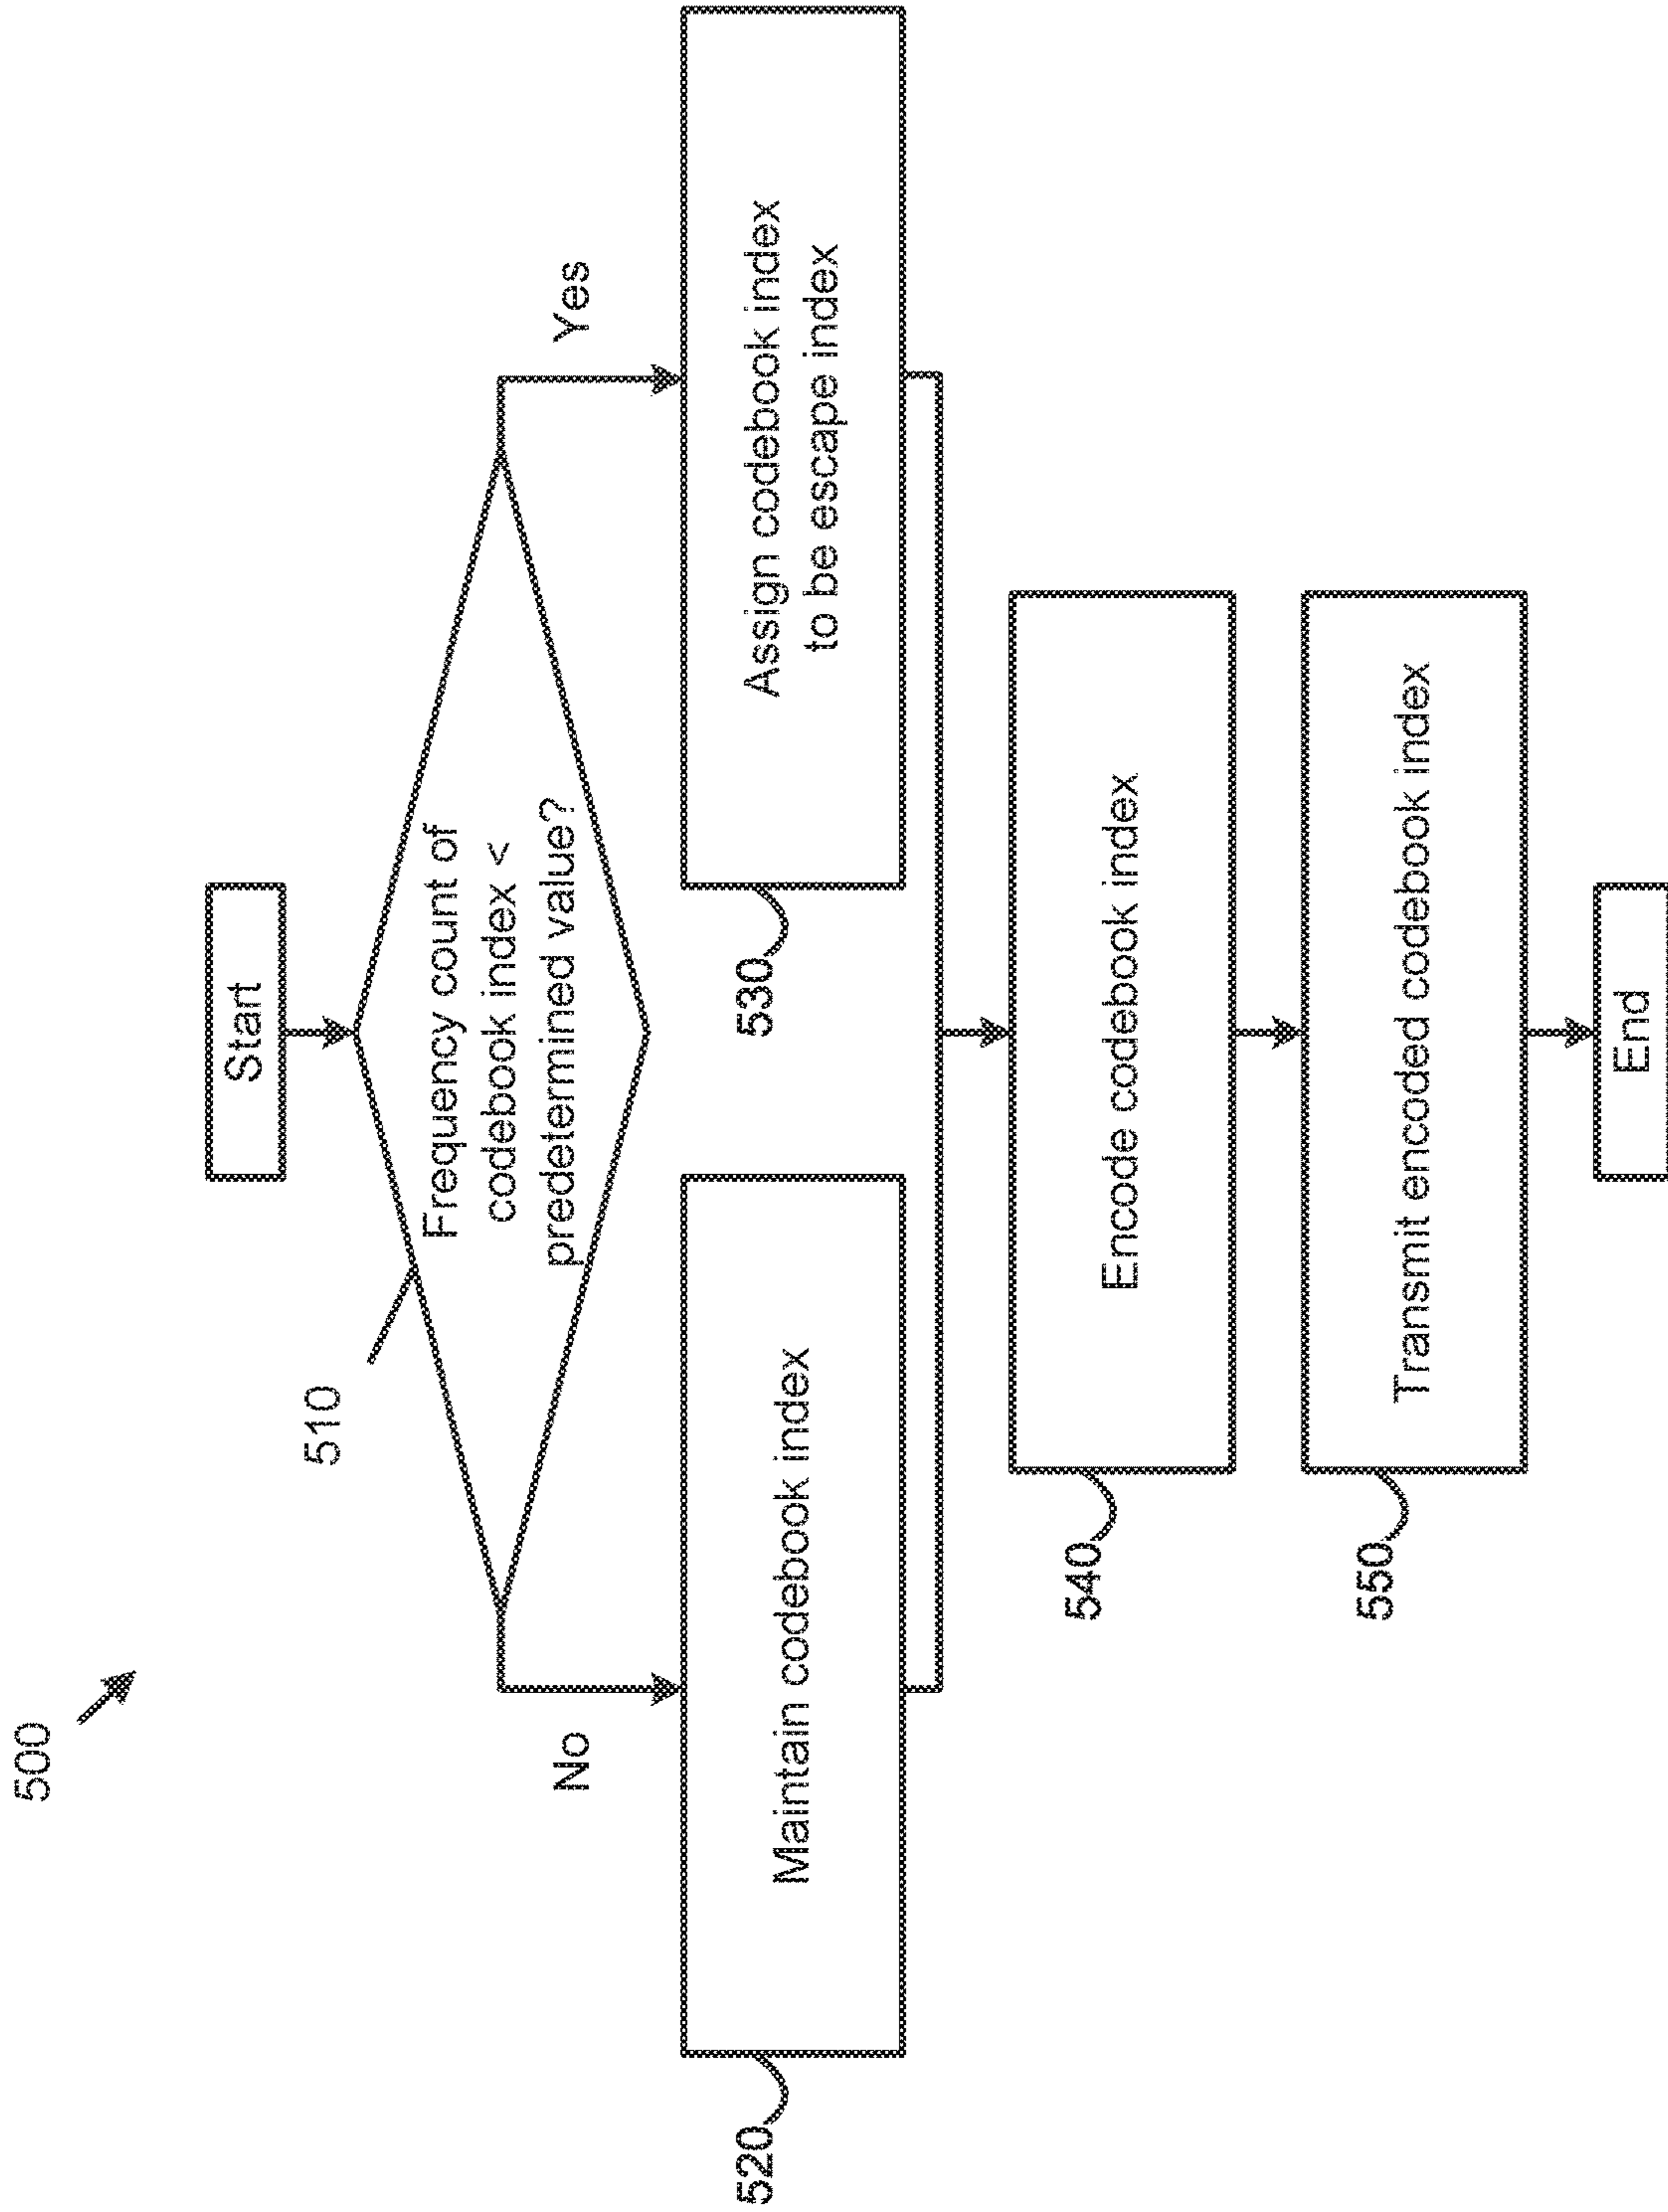 500
Start
510
Frequency count of
codebook index <
predetermined value?
No
Yes
520
Maintain codebook index
530
Assign codebook index
to be escape index
540
Encode codebook index
550
Transmit encoded codebook index
End